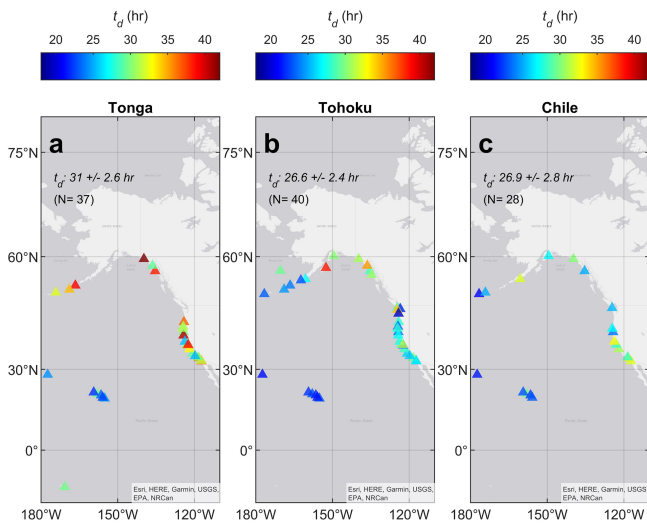 t_d (hr) t_d (hr) t_d (hr)
20 25 30 35 40 20 25 30 35 40 20 25 30 35 40
Tonga Tohoku Chile
a b c
75°N 75°N 75°N
t_d: 31 +/- 2.6 hr t_d: 26.6 +/- 2.4 hr t_d: 26.9 +/- 2.8 hr
(N= 37) (N= 40) (N= 28)
60°N 60°N 60°N
30°N 30°N 30°N
0° 0° 0°
Esri, HERE, Garmin, USGS, Esri, HERE, Garmin, USGS, Esri, HERE, Garmin, USGS,
EPA, NRCan EPA, NRCan EPA, NRCan
180°W 150°W 120°W 180°W 150°W 120°W 180°W 150°W 120°W